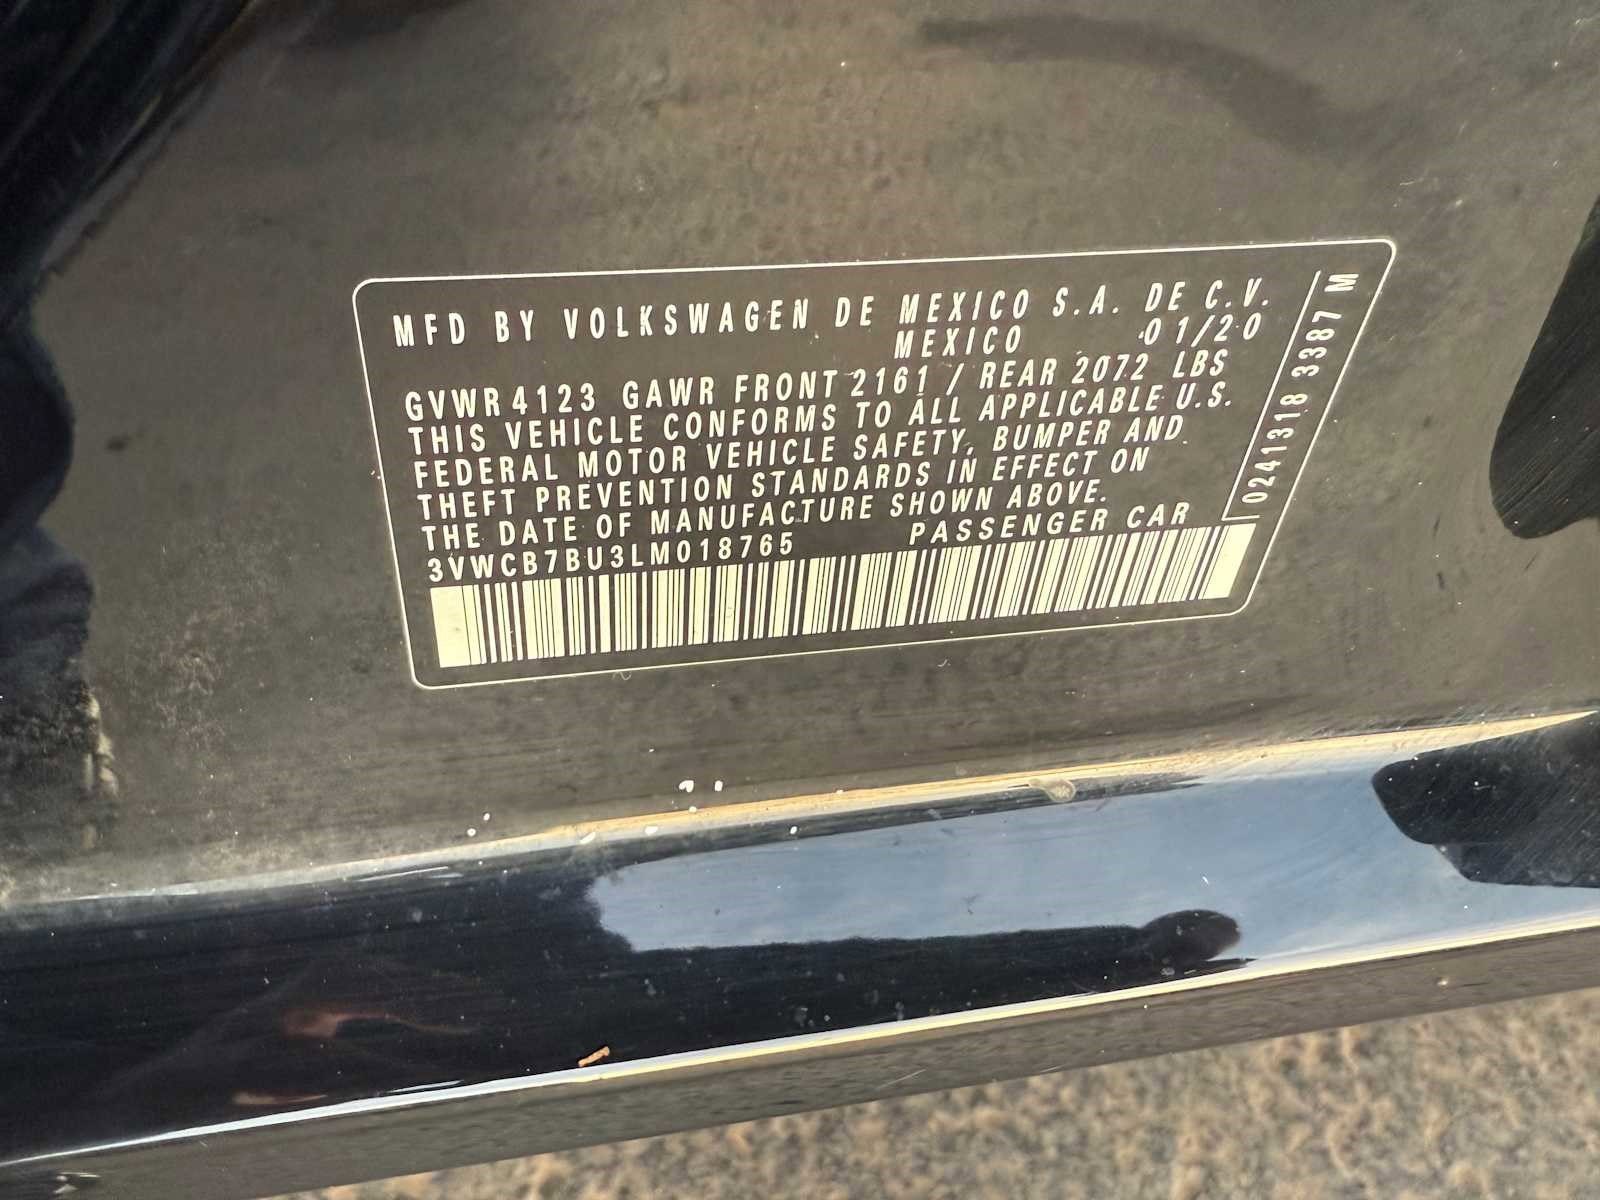 MFD BY VOLKSWAGEN DE MEXICO S.A. DE C.V.
MEXICO 01/20
GVWR 4123 GAWR FRONT 2161 / REAR 2072 LBS
THIS VEHICLE CONFORMS TO ALL APPLICABLE U.S.
FEDERAL MOTOR VEHICLE SAFETY, BUMPER AND
THEFT PREVENTION STANDARDS IN EFFECT ON
THE DATE OF MANUFACTURE SHOWN ABOVE.
3VWCB7BU3LM018765 PASSENGER CAR
0241318 3387 M